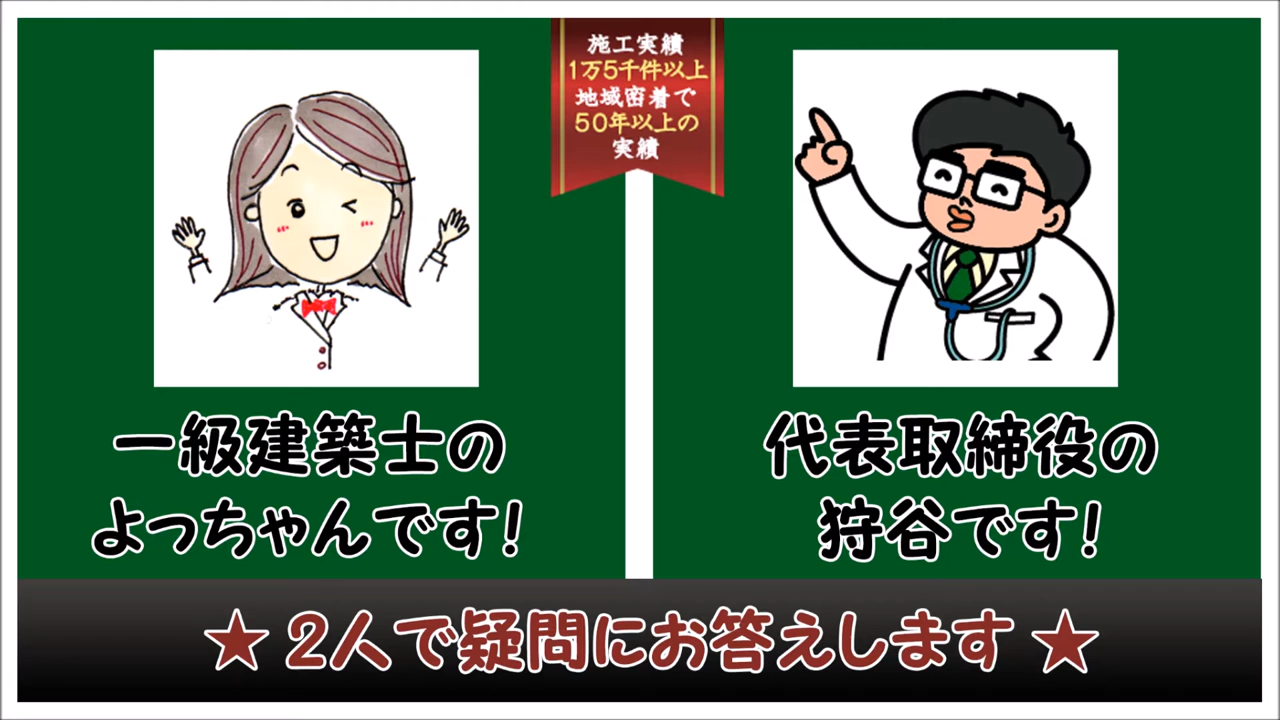 施工実績
1万5千件以上
地域密着で
50年以上の
実績
一級建築士の
よっちゃんです!
代表取締役の
狩谷です!
★ 2人で疑問にお答えします ★